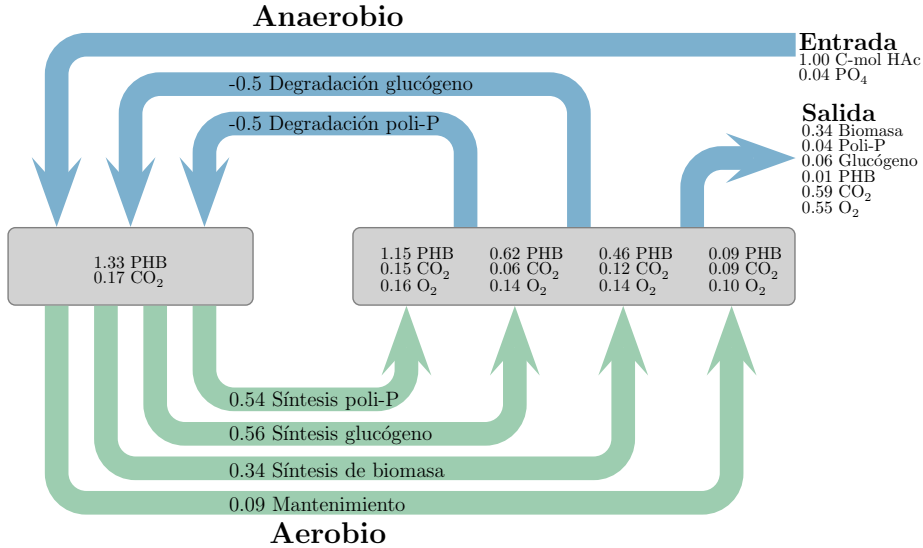 Anaerobio
Entrada
1.00 C-mol HAc
0.04 PO₄
-0.5 Degradación glucógeno
-0.5 Degradación poli-P
Salida
0.34 Biomasa
0.04 Poli-P
0.06 Glucógeno
0.01 PHB
0.59 CO₂
0.55 O₂
1.33 PHB
0.17 CO₂
1.15 PHB
0.15 CO₂
0.16 O₂
0.62 PHB
0.06 CO₂
0.14 O₂
0.46 PHB
0.12 CO₂
0.14 O₂
0.09 PHB
0.09 CO₂
0.10 O₂
0.54 Síntesis poli-P
0.56 Síntesis glucógeno
0.34 Síntesis de biomasa
0.09 Mantenimiento
Aerobio